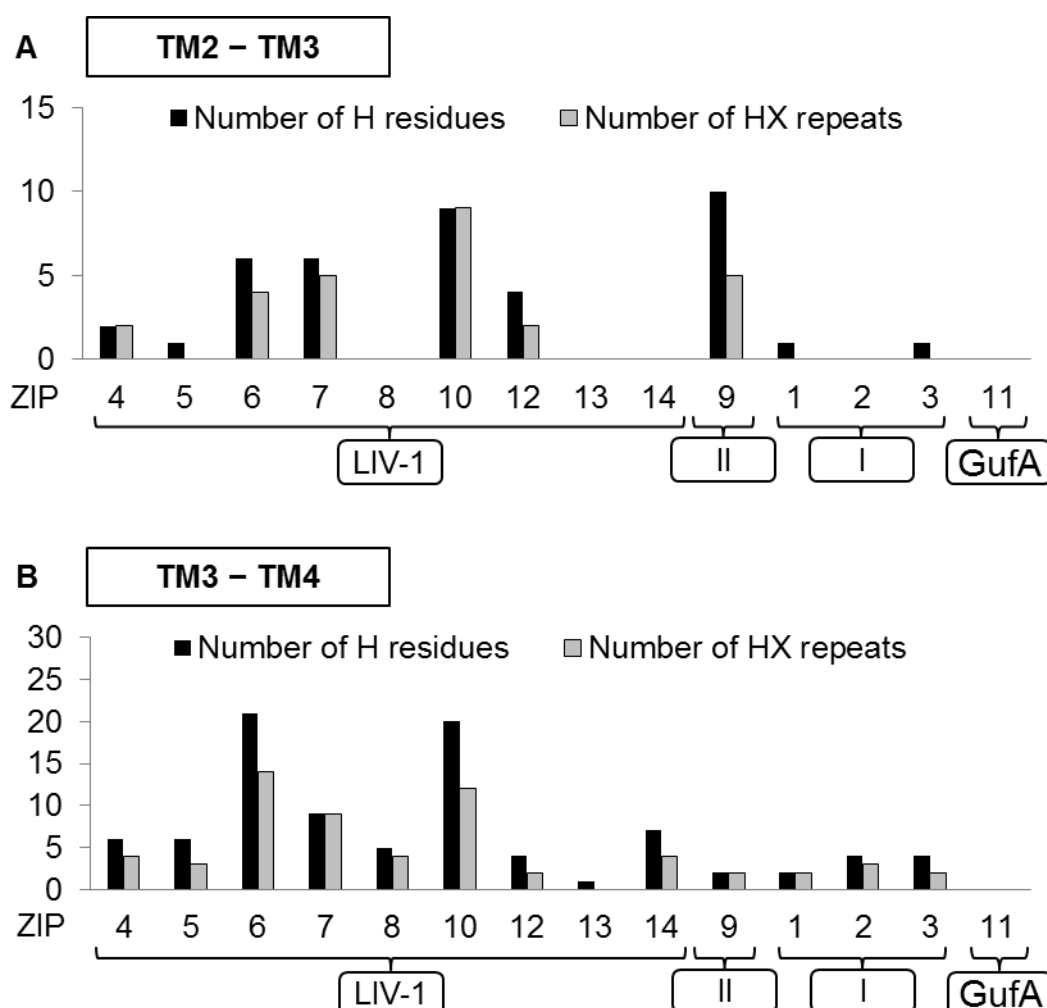 A TM2 – TM3
Number of H residues Number of HX repeats
15
10
5
0
ZIP 4 5 6 7 8 10 12 13 14 9 1 2 3 11
LIV-1 II I GufA
B TM3 – TM4
Number of H residues Number of HX repeats
30
25
20
15
10
5
0
ZIP 4 5 6 7 8 10 12 13 14 9 1 2 3 11
LIV-1 II I GufA